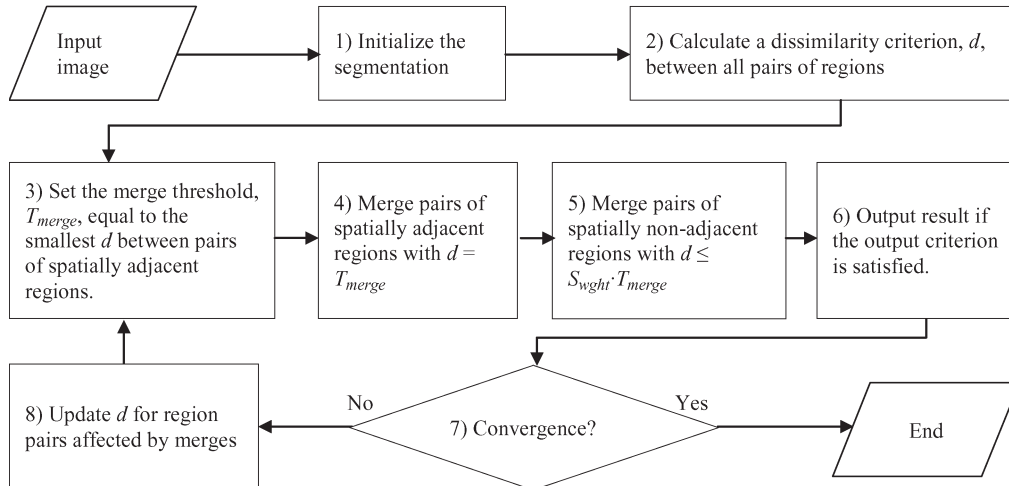 Input
image
1) Initialize the
segmentation
2) Calculate a dissimilarity criterion, d,
between all pairs of regions
3) Set the merge threshold,
Tmerge, equal to the
smallest d between pairs
of spatially adjacent
regions.
4) Merge pairs of
spatially adjacent
regions with d =
Tmerge
5) Merge pairs of
spatially non-adjacent
regions with d ≤
Swght·Tmerge
6) Output result if
the output criterion
is satisfied.
7) Convergence?
No
Yes
8) Update d for region
pairs affected by merges
End